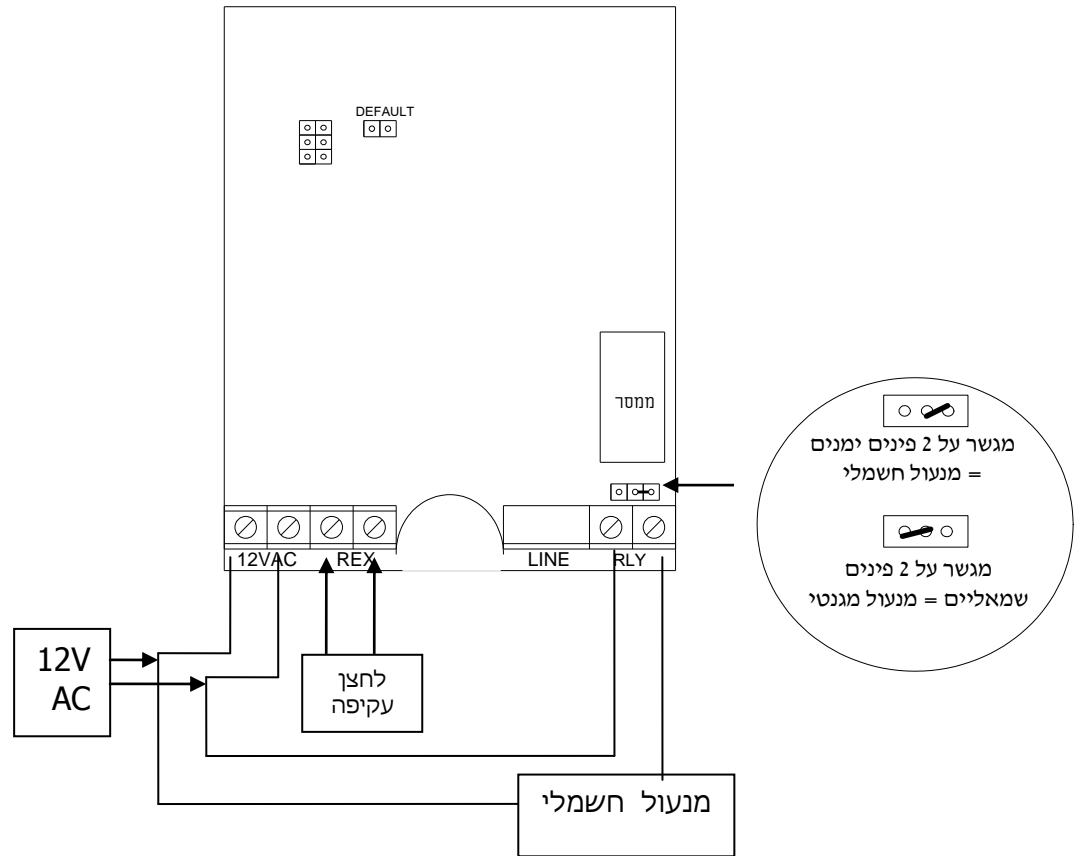 DEFAULT
ממסר
מגשר על 2 פינים ימנים
= מנעול חשמלי
מגשר על 2 פינים
שמאליים = מנעול מגנטי
12VAC
REX
LINE
RLY
12V
AC
לחצן
עקיפה
מנעול חשמלי